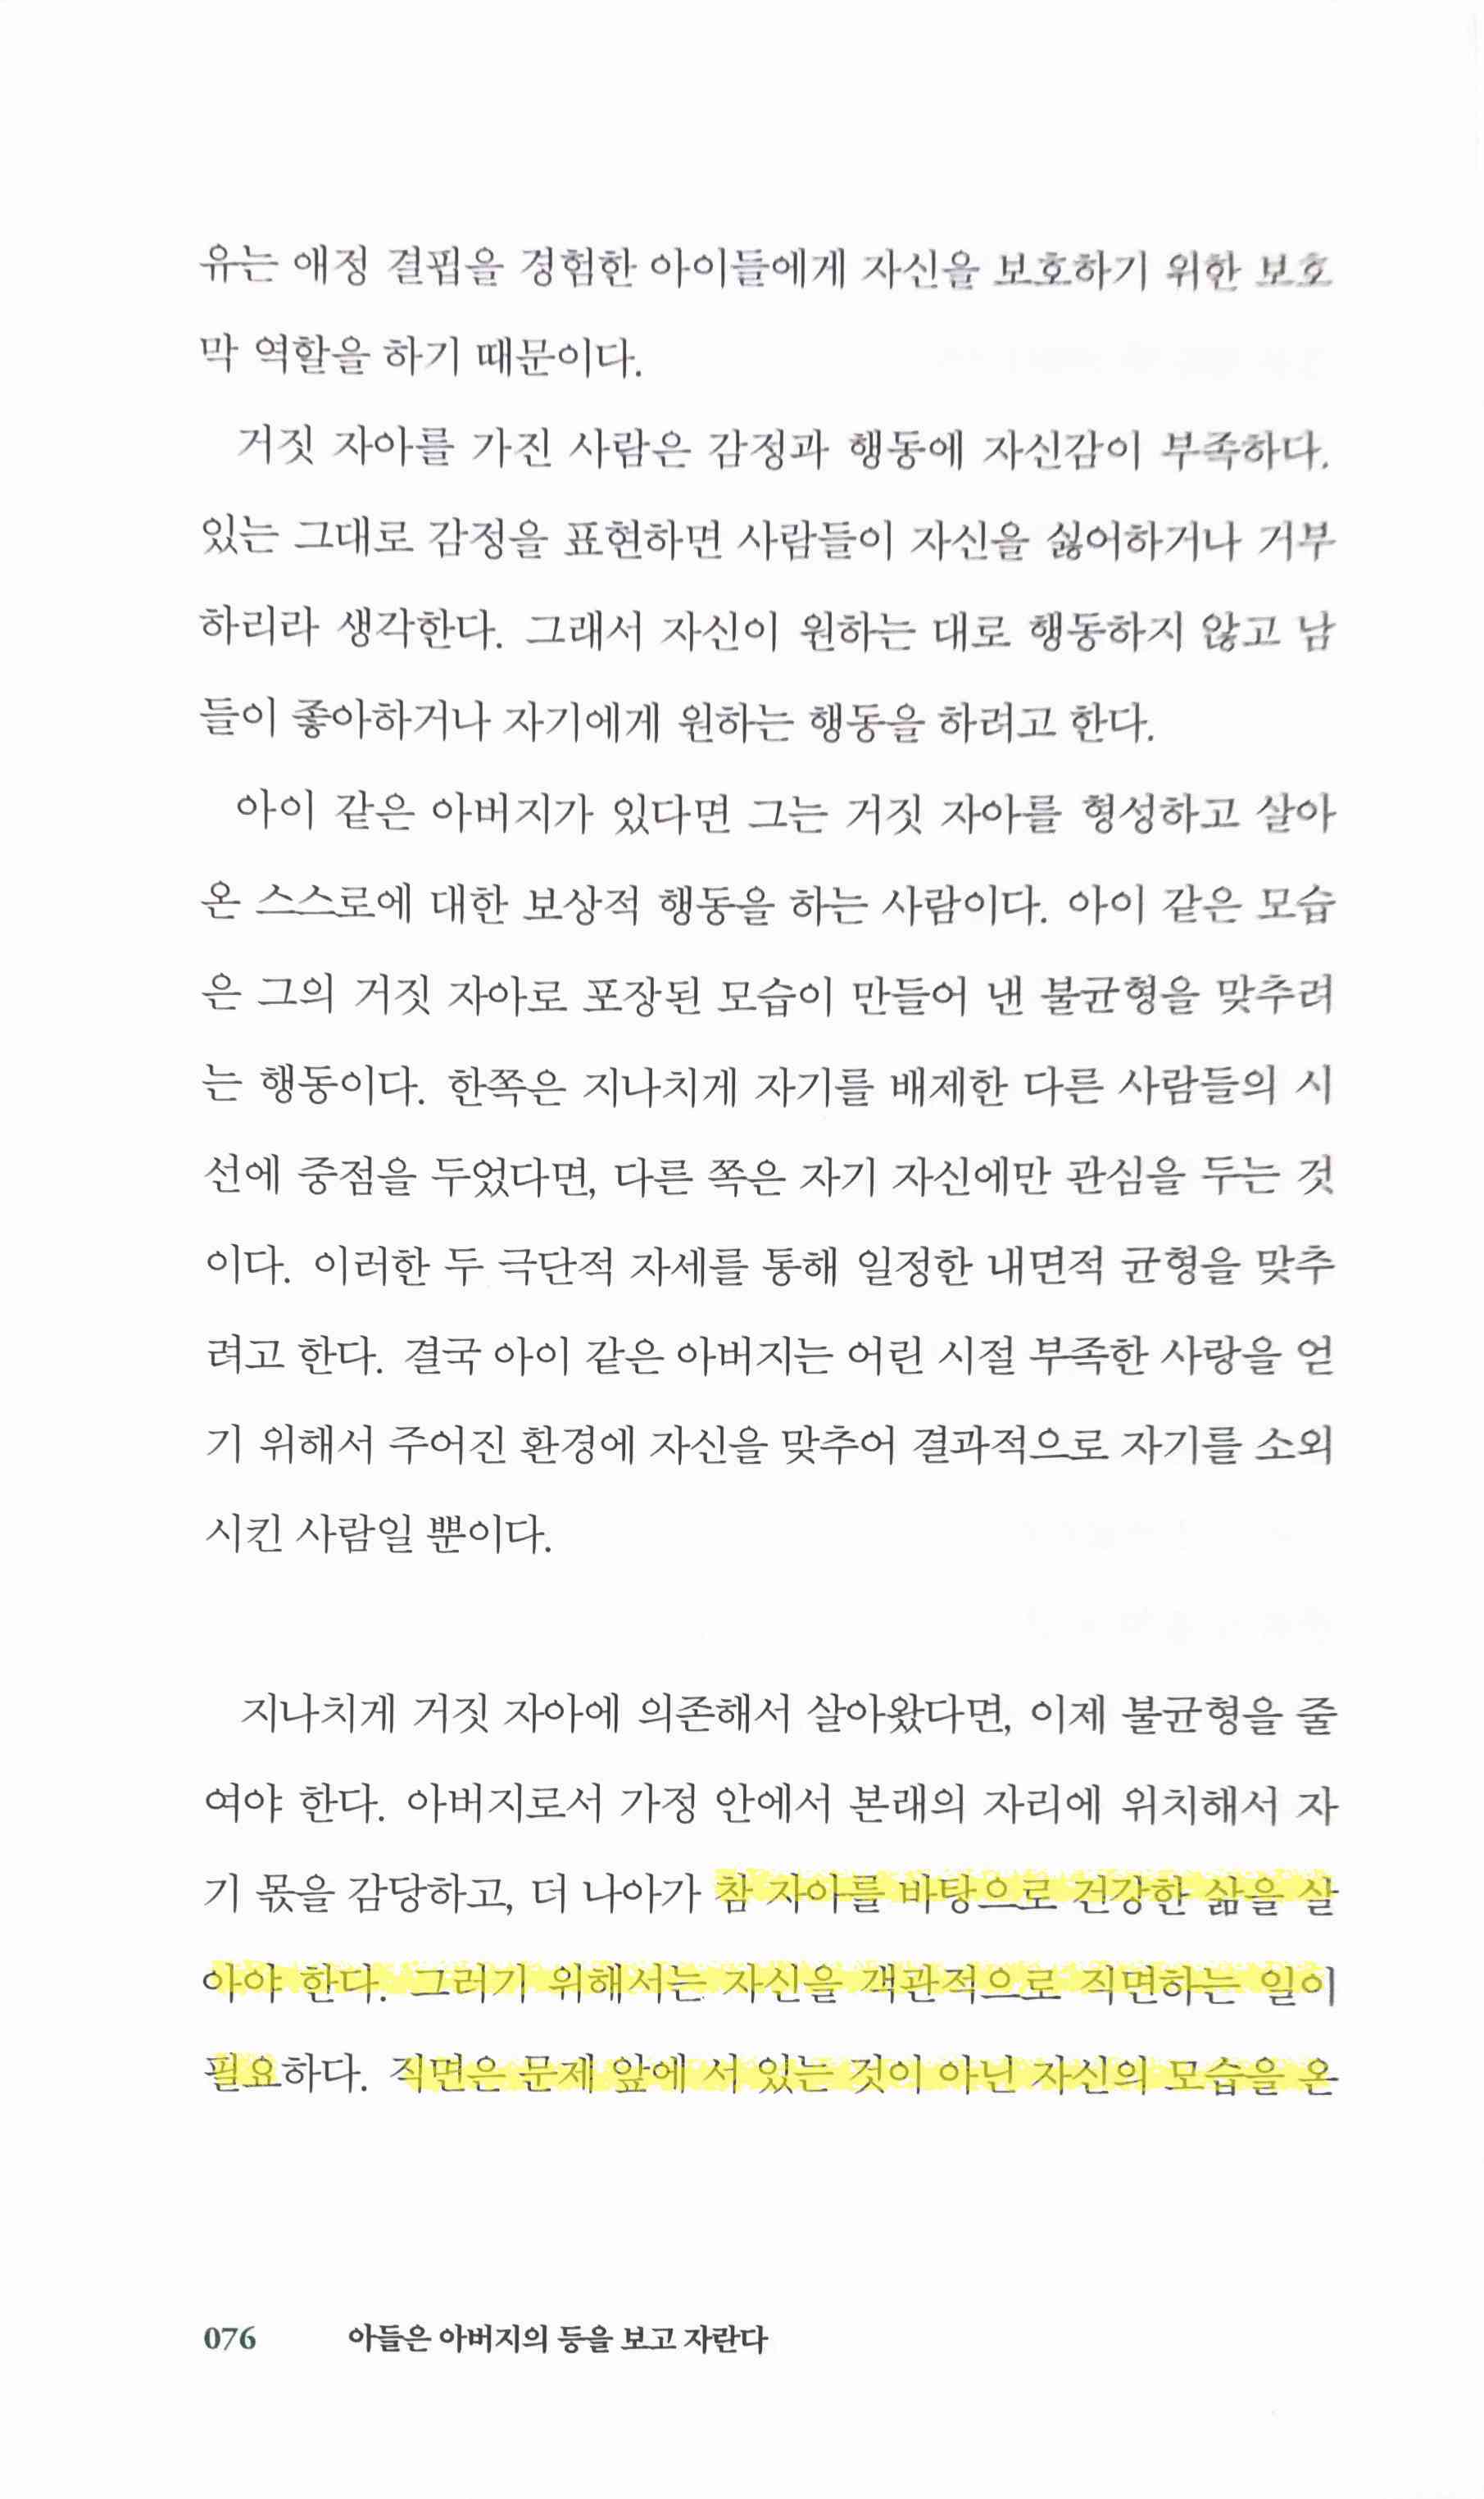 유는 애정 결핍을 경험한 아이들에게 자신을 보호하기 위한 보호
막 역할을 하기 때문이다.
거짓 자아를 가진 사람은 감정과 행동에 자신감이 부족하다.
있는 그대로 감정을 표현하면 사람들이 자신을 싫어하거나 거부
하리라 생각한다. 그래서 자신이 원하는 대로 행동하지 않고 남
들이 좋아하거나 자기에게 원하는 행동을 하려고 한다.
아이 같은 아버지가 있다면 그는 거짓 자아를 형성하고 살아
온 스스로에 대한 보상적 행동을 하는 사람이다. 아이 같은 모습
은 그의 거짓 자아로 포장된 모습이 만들어 낸 불균형을 맞추려
는 행동이다. 한쪽은 지나치게 자기를 배제한 다른 사람들의 시
선에 중점을 두었다면, 다른 쪽은 자기 자신에만 관심을 두는 것
이다. 이러한 두 극단적 자세를 통해 일정한 내면적 균형을 맞추
려고 한다. 결국 아이 같은 아버지는 어린 시절 부족한 사랑을 얻
기 위해서 주어진 환경에 자신을 맞추어 결과적으로 자기를 소외
시킨 사람일 뿐이다.
지나치게 거짓 자아에 의존해서 살아왔다면, 이제 불균형을 줄
여야 한다. 아버지로서 가정 안에서 본래의 자리에 위치해서 자
기 몫을 감당하고, 더 나아가 참 자아를 바탕으로 건강한 삶을 살
아야 한다. 그러기 위해서는 자신을 객관적으로 직면하는 일이
필요하다. 직면은 문제 앞에 서 있는 것이 아닌 자신의 모습을 온
076 아들은 아버지의 등을 보고 자란다